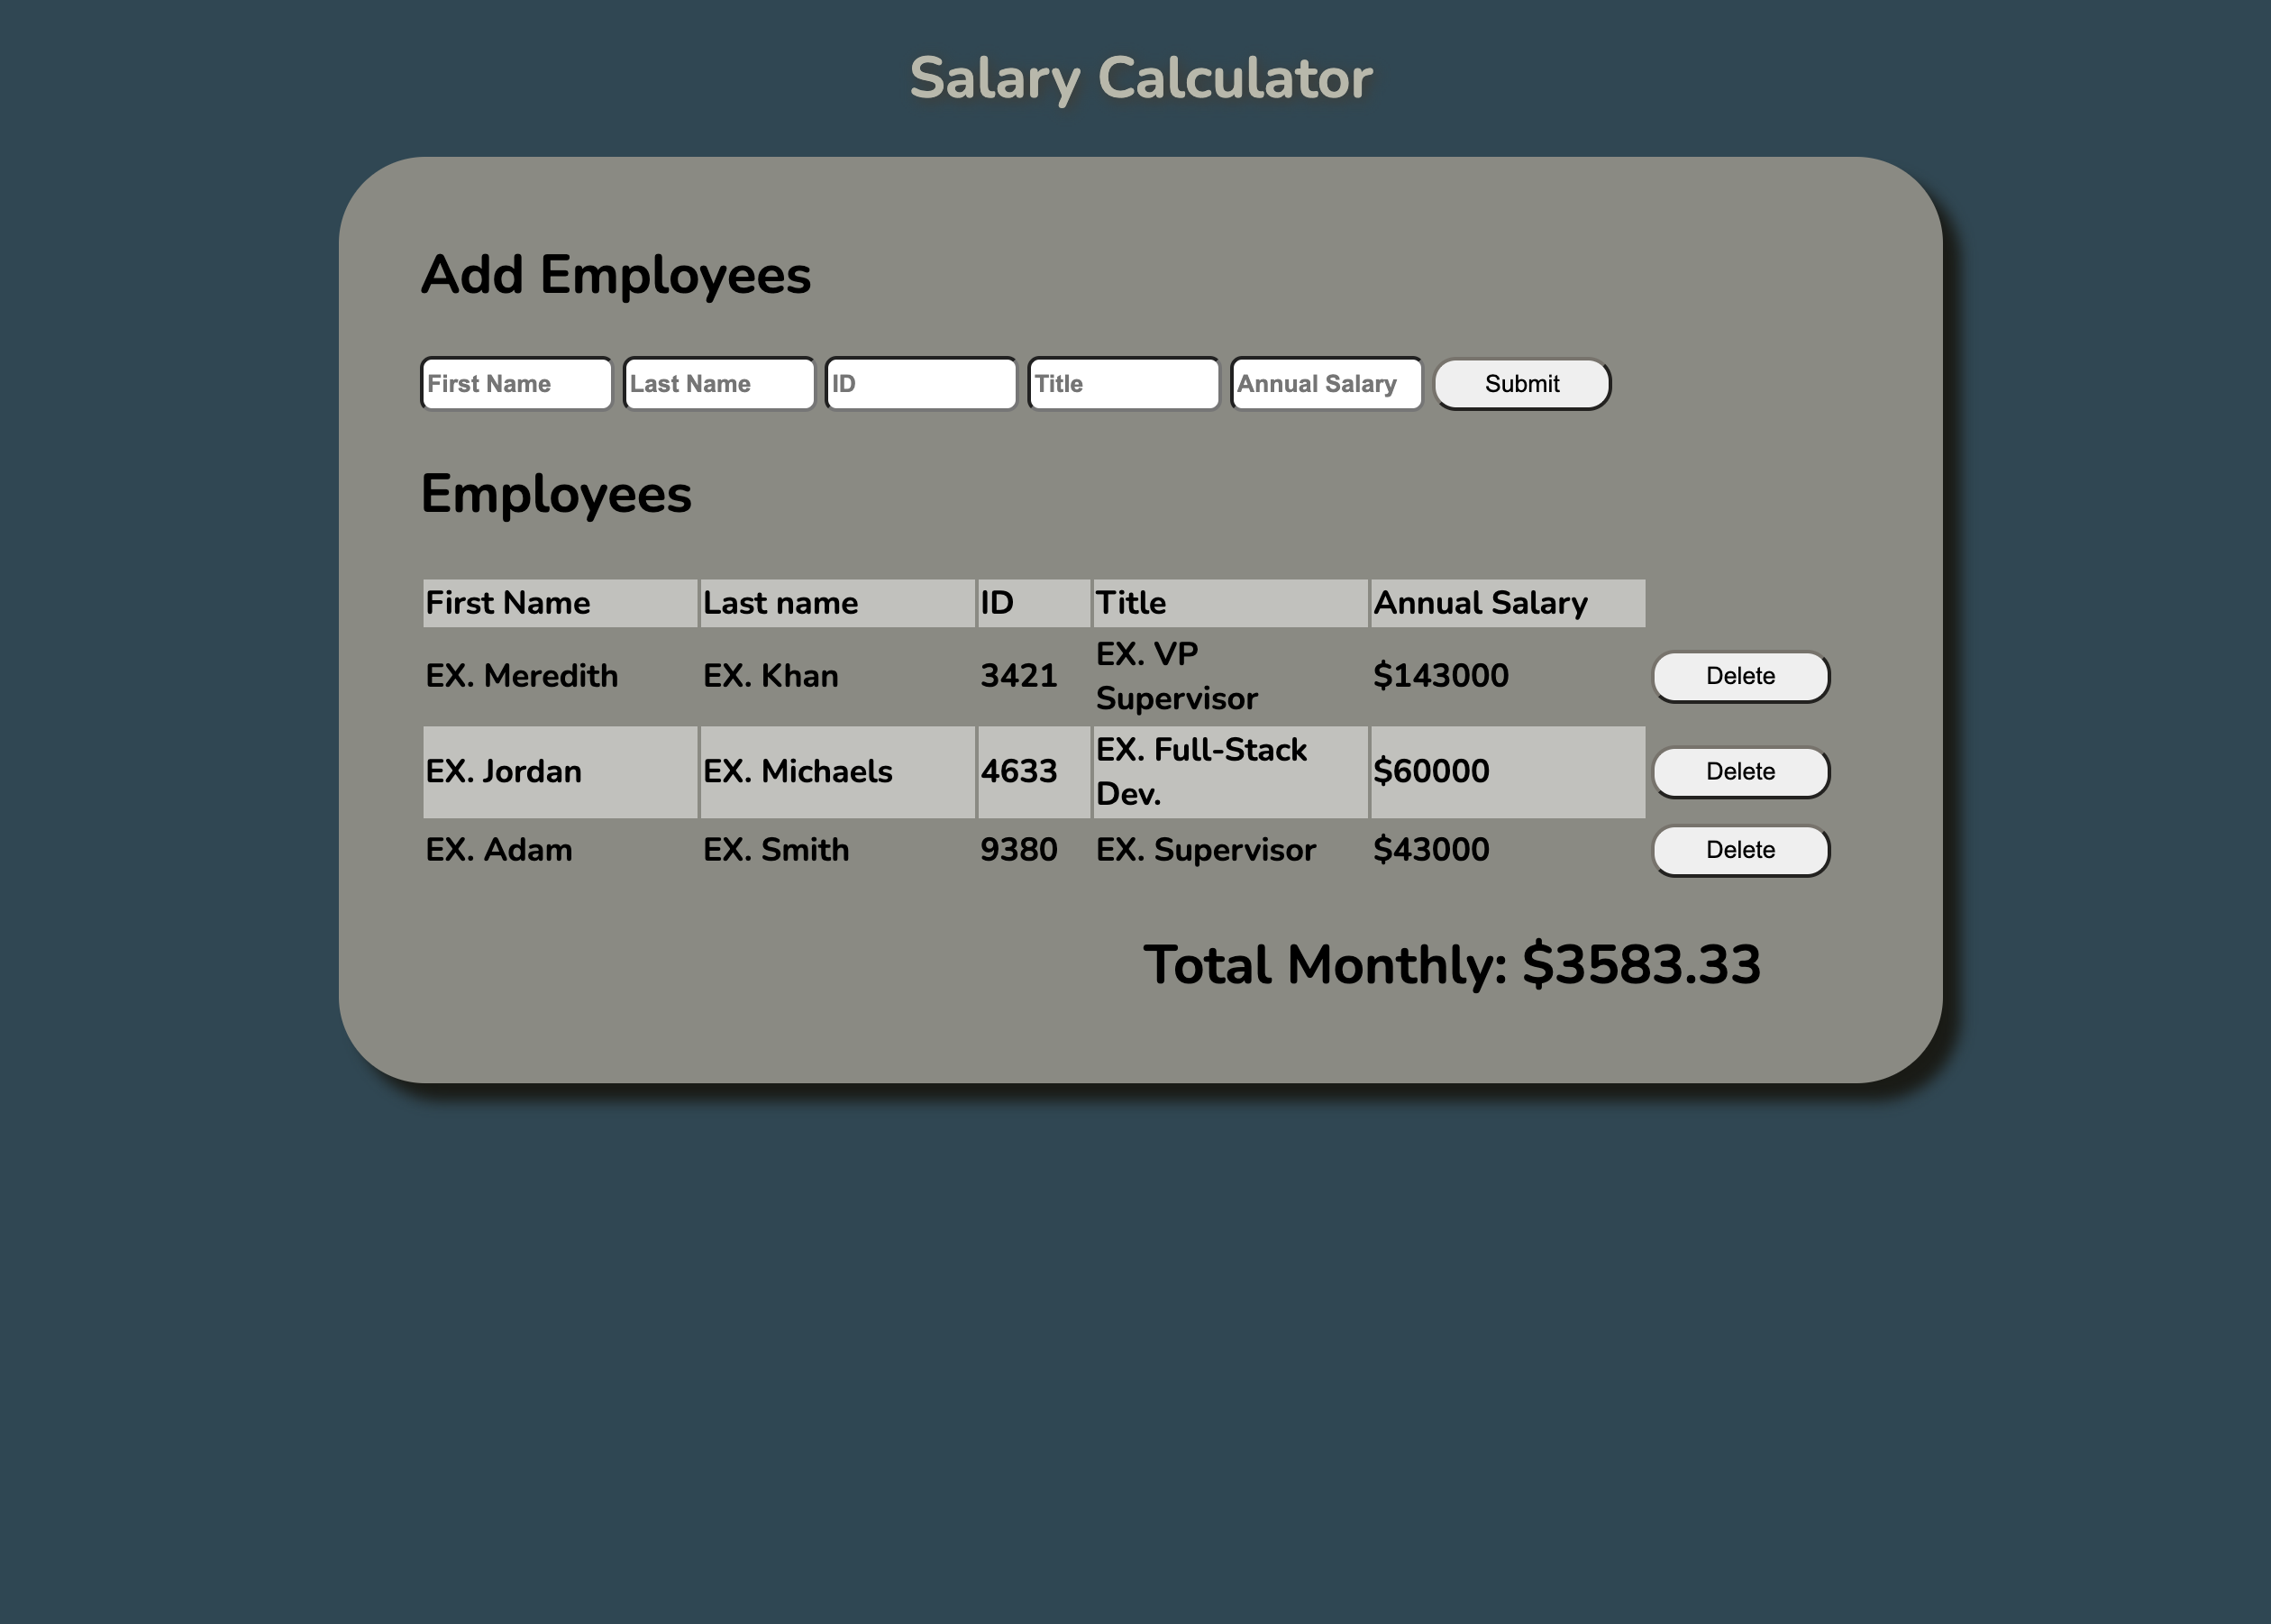 Salary Calculator
Add Employees
First Name Last Name ID Title Annual Salary Submit
Employees
First Name Last name ID Title Annual Salary
EX. Meredith EX. Khan 3421 EX. VP Supervisor $143000 Delete
EX. Jordan EX. Michaels 4633 EX. Full-Stack Dev. $60000 Delete
EX. Adam EX. Smith 9380 EX. Supervisor $43000 Delete
Total Monthly: $3583.33